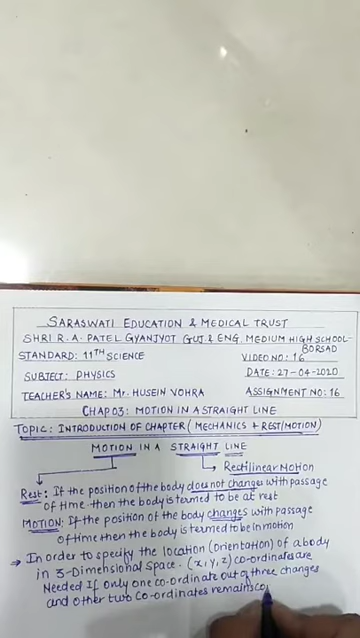 SARASWATI EDUCATION & MEDICAL TRUST
SHRI R. A. PATEL GYANJYOT GUJ & ENG. MEDIUM HIGH SCHOOL-
BORSAD
STANDARD: 11TH SCIENCE
VIDEO NO: 16
SUBJECT: PHYSICS
DATE: 27-04-2020
TEACHER'S NAME: Mr. HUSEIN VOHRA
ASSIGNMENT NO: 16
CHAP 03: MOTION IN A STRAIGHT LINE
TOPIC: INTRODUCTION OF CHAPTER (MECHANICS & REST/MOTION)
MOTION IN A STRAIGHT LINE
Rectilinear MOTION
Rest: If the position of the body does not changes with passage
of time then the body is termed to be at rest
MOTION: If the position of the body changes with passage
of time then the body is termed to be in motion
→ In order to specify the location (orientation) of a body
in 3-Dimensional space. (x, y, z) co-ordinates are
Needed If only one co-ordinate out of three changes
and other two co-ordinates remains co